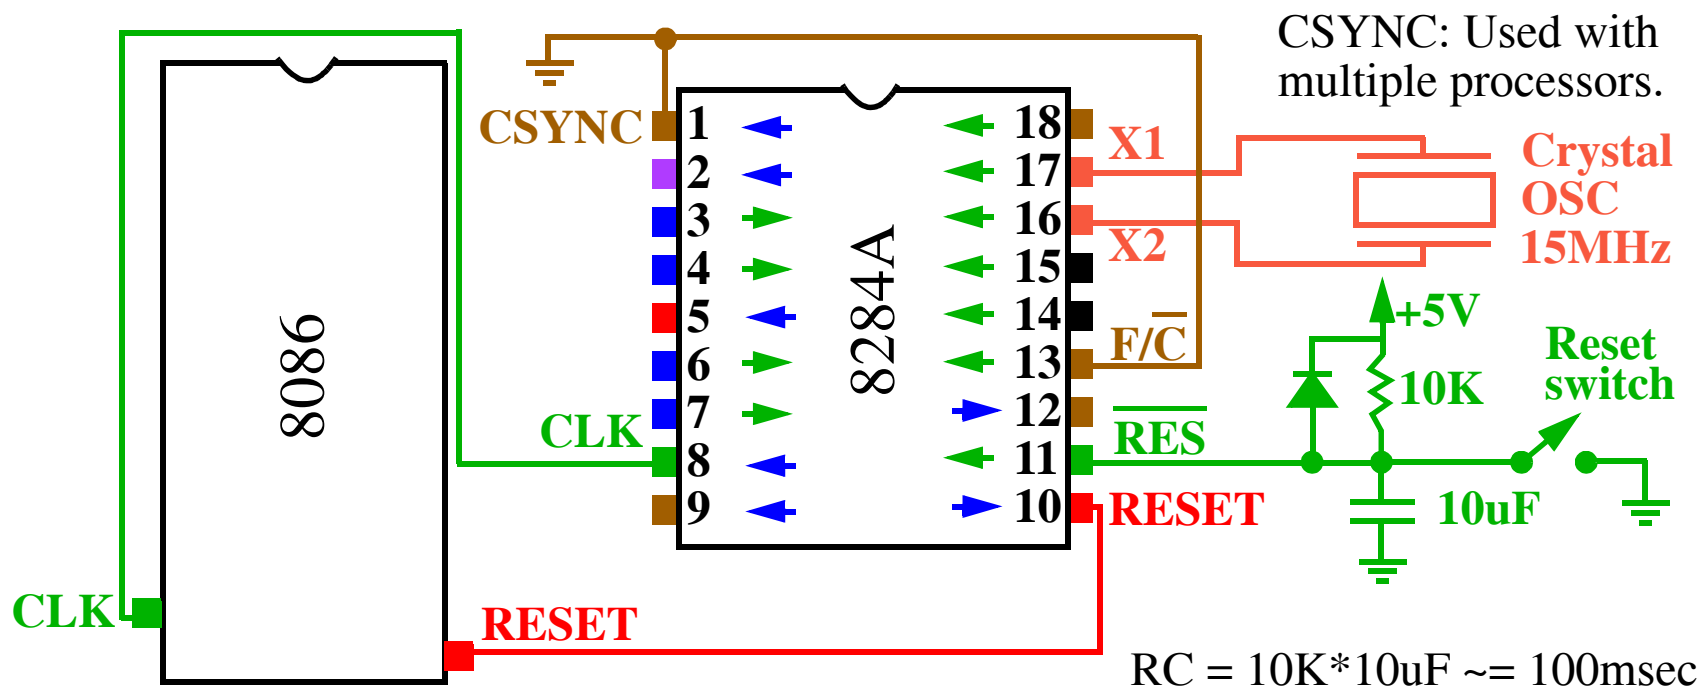 CSYNC: Used with
multiple processors.
CSYNC
1
2
3
4
5
6
7
8
9
18
17
16
15
14
13
12
11
10
8284A
8086
X1
X2
Crystal
OSC
15MHz
F/C̅
+5V
10K
Reset
switch
CLK
R̅E̅S̅
RESET
10uF
CLK
RESET
RC = 10K*10uF ~= 100msec